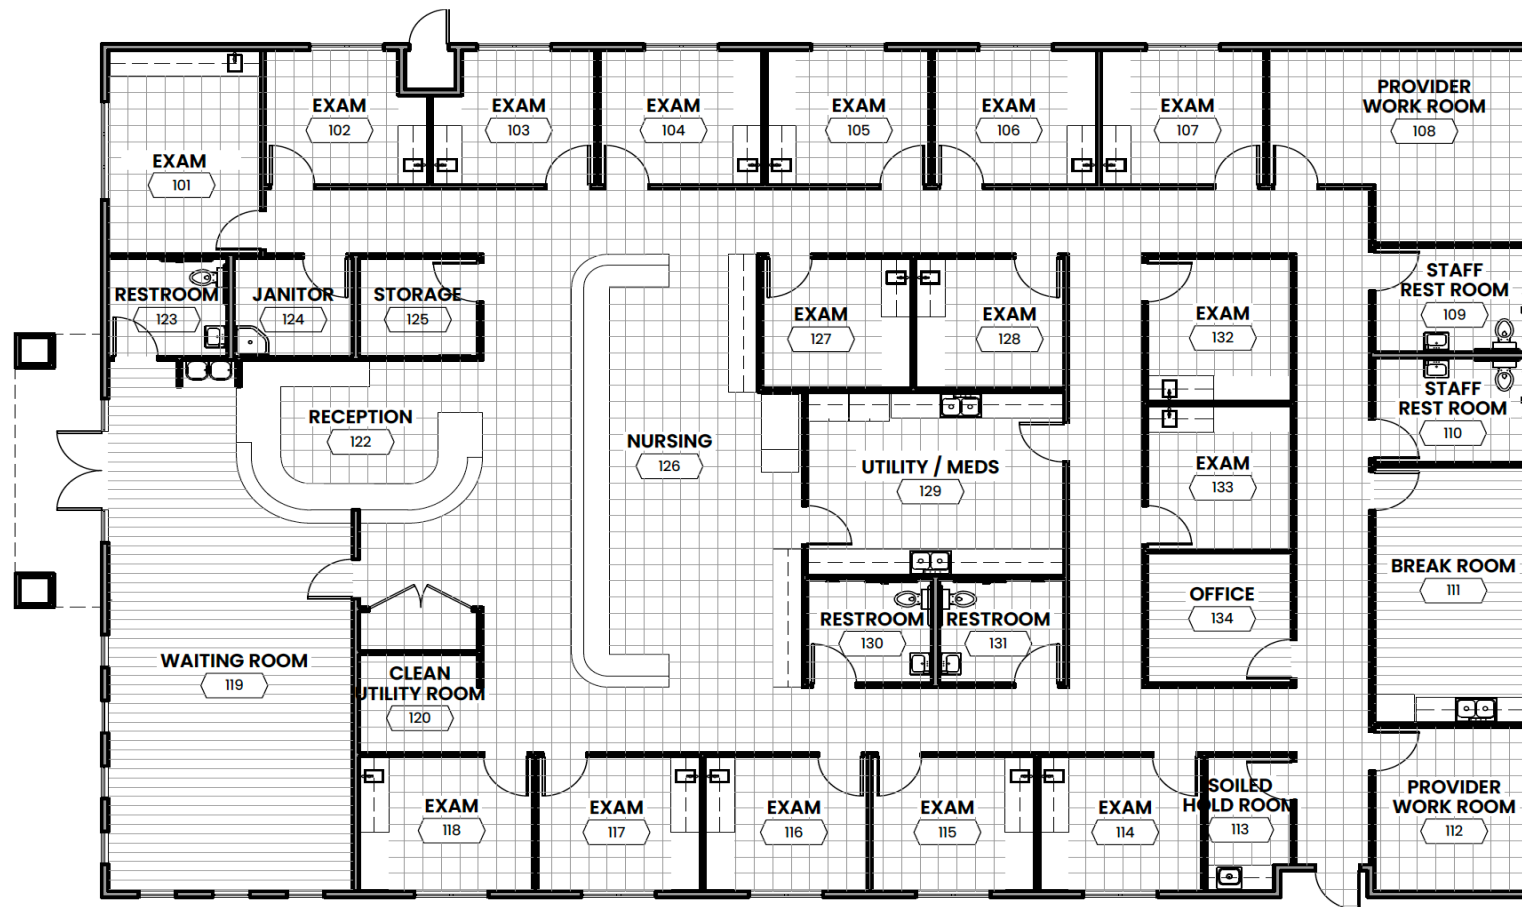 EXAM
101
EXAM
102
EXAM
103
EXAM
104
EXAM
105
EXAM
106
EXAM
107
PROVIDER
WORK ROOM
108
RESTROOM
123
JANITOR
124
STORAGE
125
EXAM
127
EXAM
128
EXAM
132
STAFF
REST ROOM
109
RECEPTION
122
NURSING
126
UTILITY / MEDS
129
EXAM
133
STAFF
REST ROOM
110
BREAK ROOM
111
OFFICE
134
RESTROOM
130
RESTROOM
131
WAITING ROOM
119
CLEAN
UTILITY ROOM
120
EXAM
118
EXAM
117
EXAM
116
EXAM
115
EXAM
114
SOILED
HOLD ROOM
113
PROVIDER
WORK ROOM
112